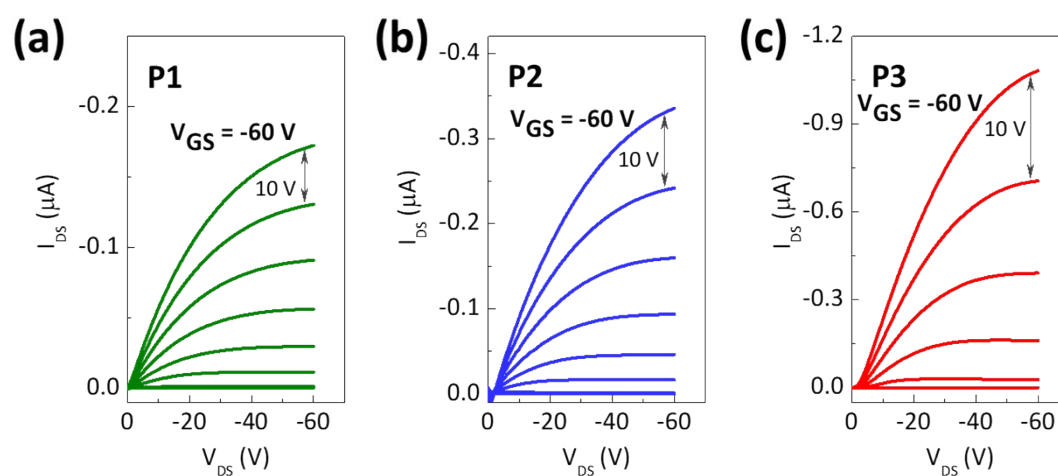 (a)
P1
V_GS = -60 V
10 V
-0.2
-0.1
0.0
I_DS (μA)
0 -20 -40 -60
V_DS (V)
(b)
P2
V_GS = -60 V
10 V
-0.4
-0.3
-0.2
-0.1
0.0
I_DS (μA)
0 -20 -40 -60
V_DS (V)
(c)
P3
V_GS = -60 V
10 V
-1.2
-0.9
-0.6
-0.3
-0.0
I_DS (μA)
0 -20 -40 -60
V_DS (V)